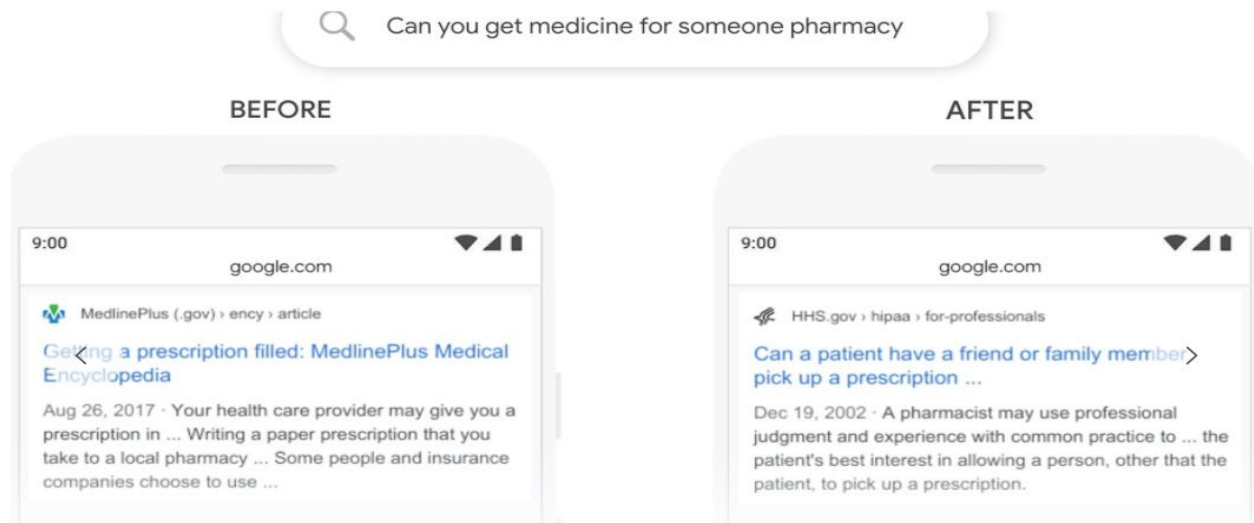 Can you get medicine for someone pharmacy
BEFORE
9:00
google.com
MedlinePlus (.gov) › ency › article
Getting a prescription filled: MedlinePlus Medical
Encyclopedia
Aug 26, 2017 · Your health care provider may give you a
prescription in ... Writing a paper prescription that you
take to a local pharmacy ... Some people and insurance
companies choose to use ...
AFTER
9:00
google.com
HHS.gov › hipaa › for-professionals
Can a patient have a friend or family member
pick up a prescription ...
Dec 19, 2002 · A pharmacist may use professional
judgment and experience with common practice to ... the
patient's best interest in allowing a person, other that the
patient, to pick up a prescription.